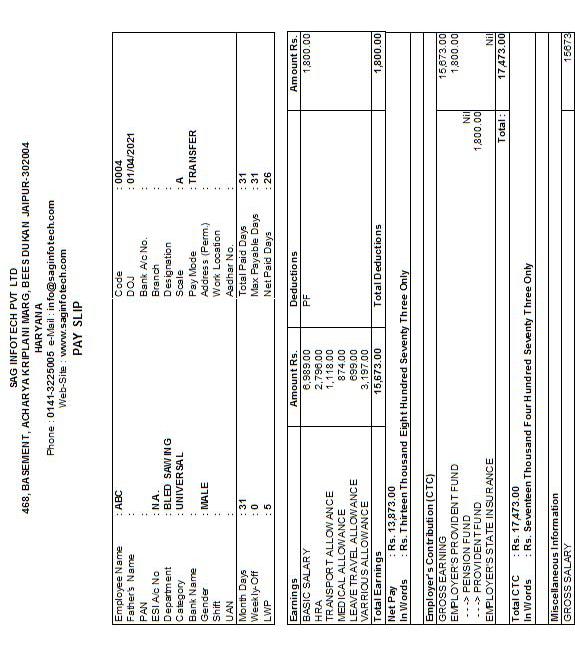 SAG INFOTECH PVT LTD
468, BASEMENT, ACHARYA KRIPLANI MARG, BEES DUKAN JAIPUR-302004
HARYANA
Phone : 0141-3225005 e-Mail : info@saginfotech.com
Web-Site : www.saginfotech.com
PAY SLIP
Employee Name : ABC Code : 0004
Father's Name : DOJ : 01/04/2021
PAN : Bank A/c No. :
ESI A/c No : N.A. Branch :
Department : BLED SAWING Designation :
Category : UNIVERSAL Scale : A
Bank Name : Pay Mode : TRANSFER
Gender : MALE Address (Perm.) :
Shift : Work Location :
UAN : Aadhar No. :
Month Days : 31 Total Paid Days : 31
Weekly-Off : 0 Max Payable Days : 31
LWP : 5 Net Paid Days : 26
Earnings Amount Rs. Deductions Amount Rs.
BASIC SALARY 6,989.00 PF 1,800.00
HRA 2,796.00
TRANSPORT ALLOWANCE 1,118.00
MEDICAL ALLOWANCE 874.00
LEAVE TRAVEL ALLOWANCE 699.00
VARRIOUS ALLOWANCE 3,197.00
Total Earnings 15,673.00 Total Deductions 1,800.00
Net Pay : Rs. 13,873.00
In Words : Rs. Thirteen Thousand Eight Hundred Seventy Three Only
Employer's Contribution (CTC)
GROSS EARNING 15,673.00
EMPLOYER'S PROVIDENT FUND 1,800.00
---> PENSION FUND Nil
---> PROVIDENT FUND 1,800.00
EMPLOYER'S STATE INSURANCE Nil
Total : 17,473.00
Total CTC : Rs. 17,473.00
In Words : Rs. Seventeen Thousand Four Hundred Seventy Three Only
Miscellaneous Information
GROSS SALARY 15673